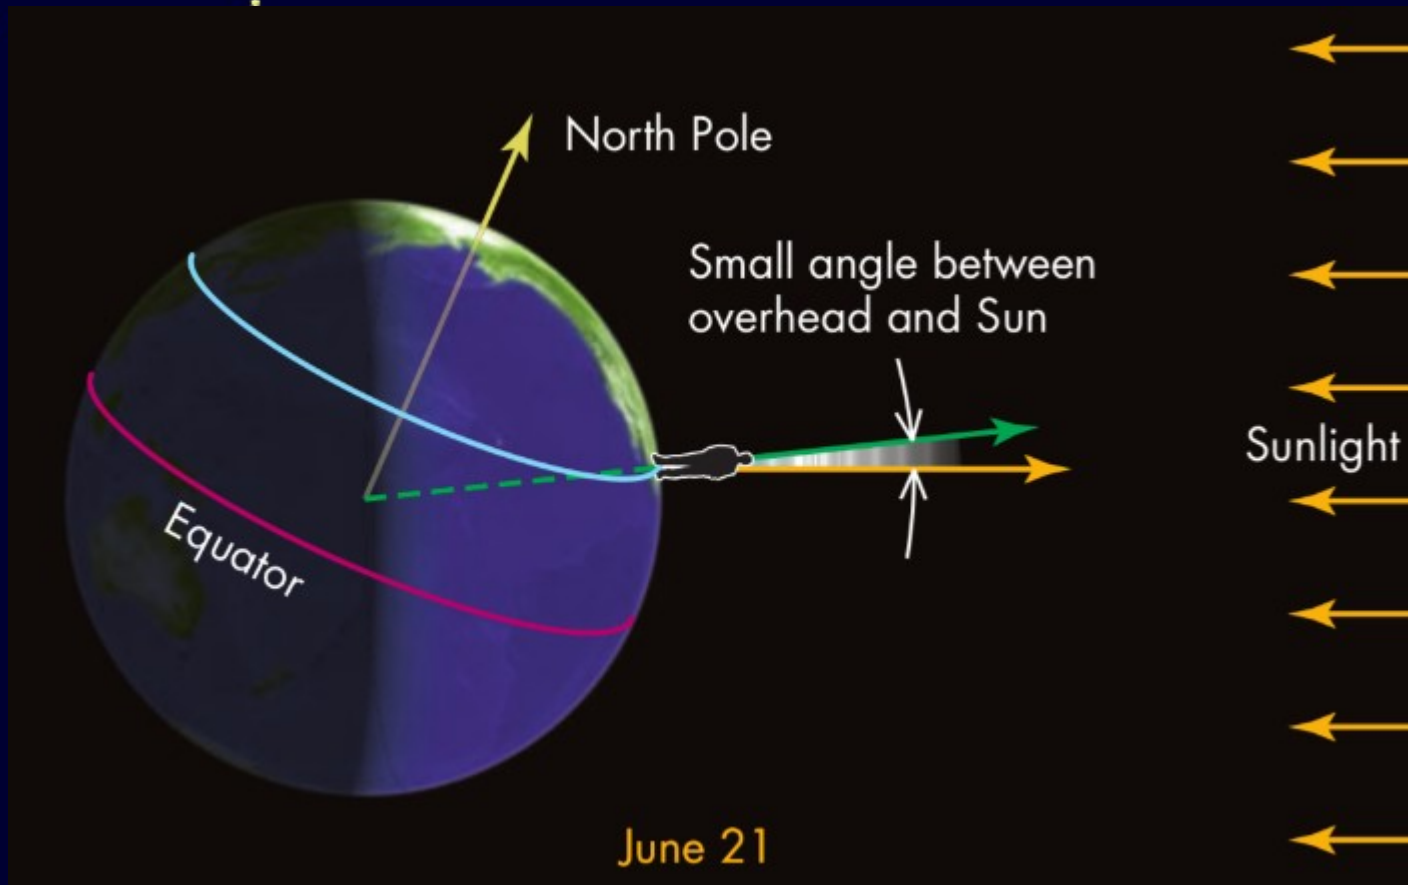 North Pole
Small angle between
overhead and Sun
Sunlight
Equator
June 21